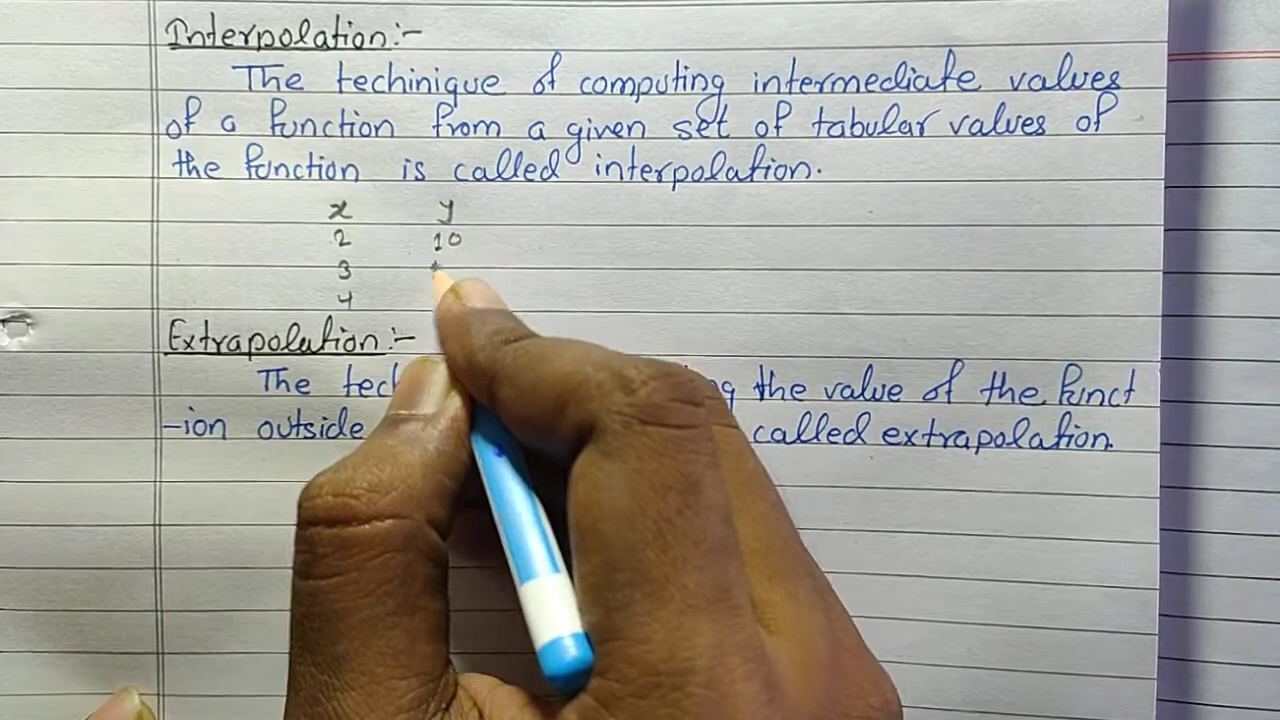 Interpolation:-
The techinique of computing intermediate values
of a function from a given set of tabular values of
the function is called interpolation.
x y
2 10
3
4
Extrapolation:-
The the value of the funct
-ion outside called extrapolation.